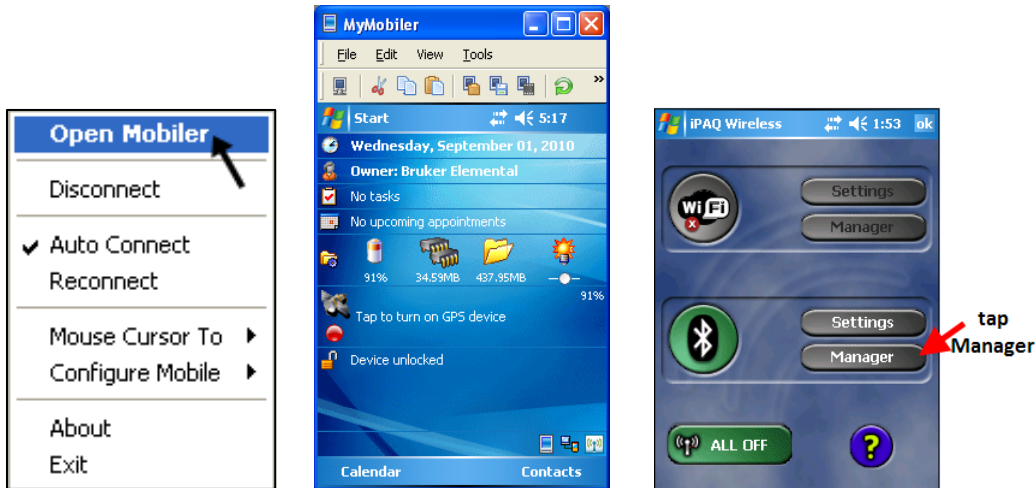 Open Mobiler
Disconnect
Auto Connect
Reconnect
Mouse Cursor To
Configure Mobile
About
Exit
MyMobiler
File Edit View Tools
»
Start 5:17
Wednesday, September 01, 2010
Owner: Bruker Elemental
No tasks
No upcoming appointments
91% 34.59MB 437.95MB
91%
Tap to turn on GPS device
Device unlocked
Calendar Contacts
iPAQ Wireless 1:53 ok
Wi Fi
Settings
Manager
Settings
Manager
tap
Manager
ALL OFF
?